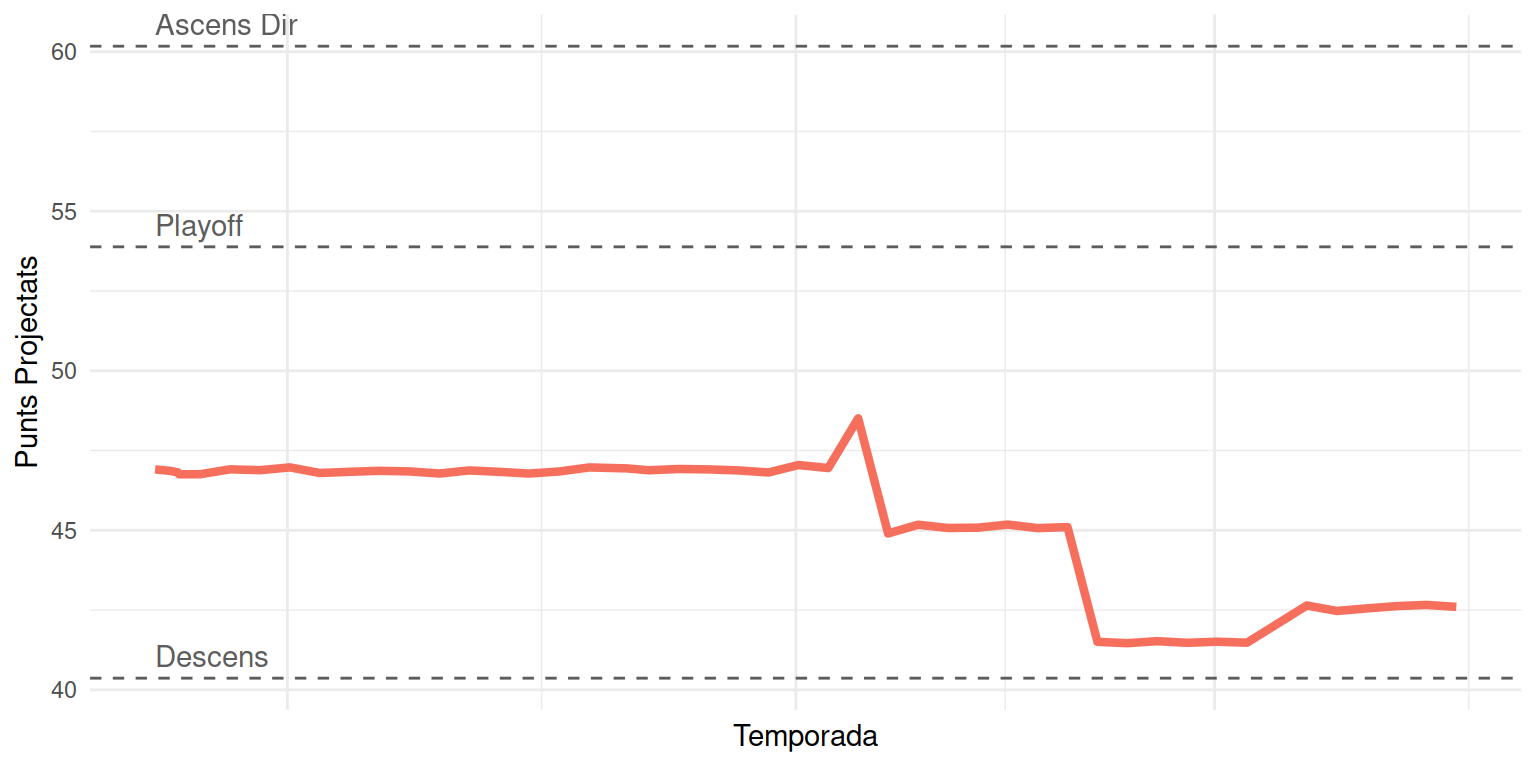 Ascens Dir
60
55
Playoff
Punts Projectats
50
45
Descens
40
Temporada